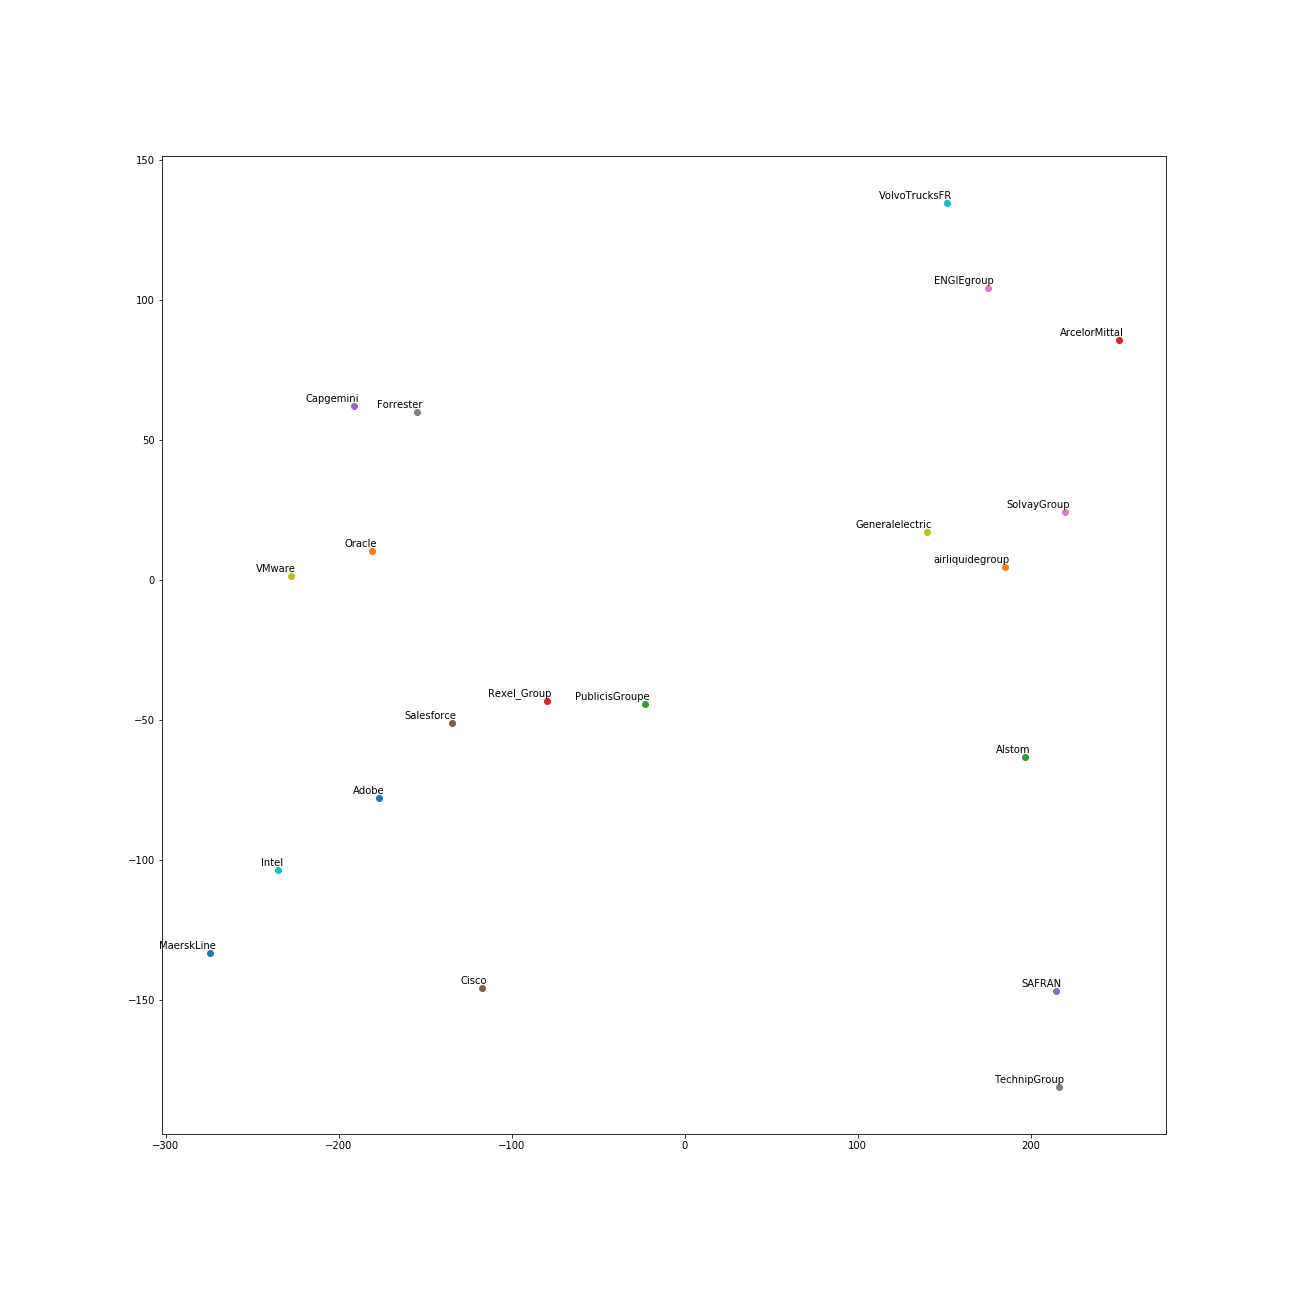 150
VolvoTrucksFR
ENGIEgroup
100
ArcelorMittal
Capgemini
Forrester
50
SolvayGroup
Generalelectric
Oracle
airliquidegroup
VMware
0
Rexel_Group
PublicisGroupe
Salesforce
−50
Alstom
Adobe
−100
Intel
MaerskLine
Cisco
SAFRAN
−150
TechnipGroup
−300
−200
−100
0
100
200